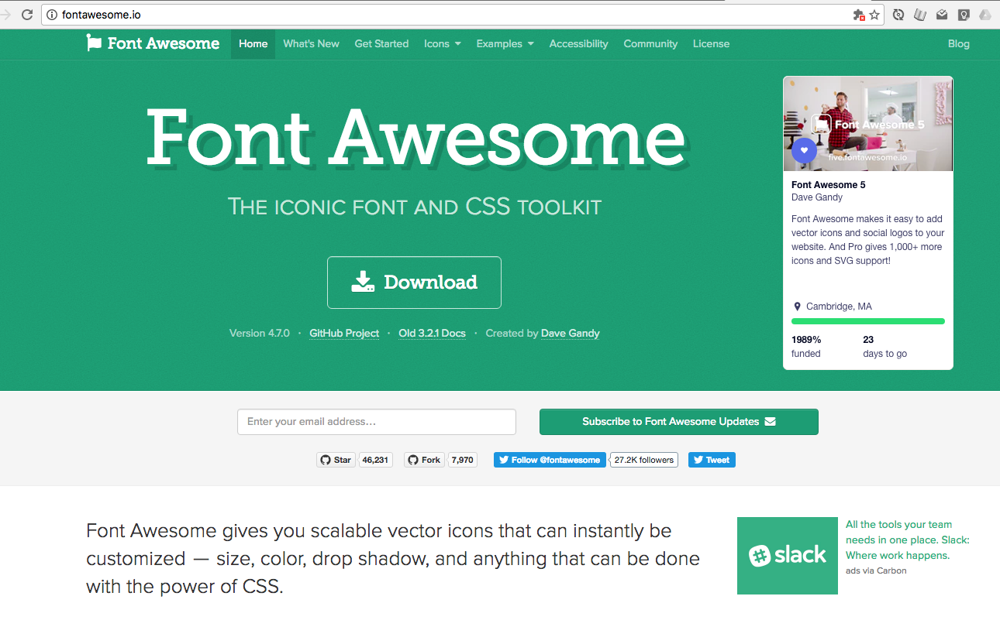 fontawesome.io
Font Awesome
Home
What's New
Get Started
Icons
Examples
Accessibility
Community
License
Blog
Font Awesome
The iconic font and CSS toolkit
Download
Version 4.7.0 · GitHub Project · Old 3.2.1 Docs · Created by Dave Gandy
Font Awesome 5
five.fontawesome.io
Font Awesome 5
Dave Gandy
Font Awesome makes it easy to add
vector icons and social logos to your
website. And Pro gives 1,000+ more
icons and SVG support!
Cambridge, MA
1989%
funded
23
days to go
Enter your email address...
Subscribe to Font Awesome Updates
Star
46,231
Fork
7,970
Follow @fontawesome
27.2K followers
Tweet
Font Awesome gives you scalable vector icons that can instantly be
customized — size, color, drop shadow, and anything that can be done
with the power of CSS.
slack
All the tools your team
needs in one place. Slack:
Where work happens.
ads via Carbon